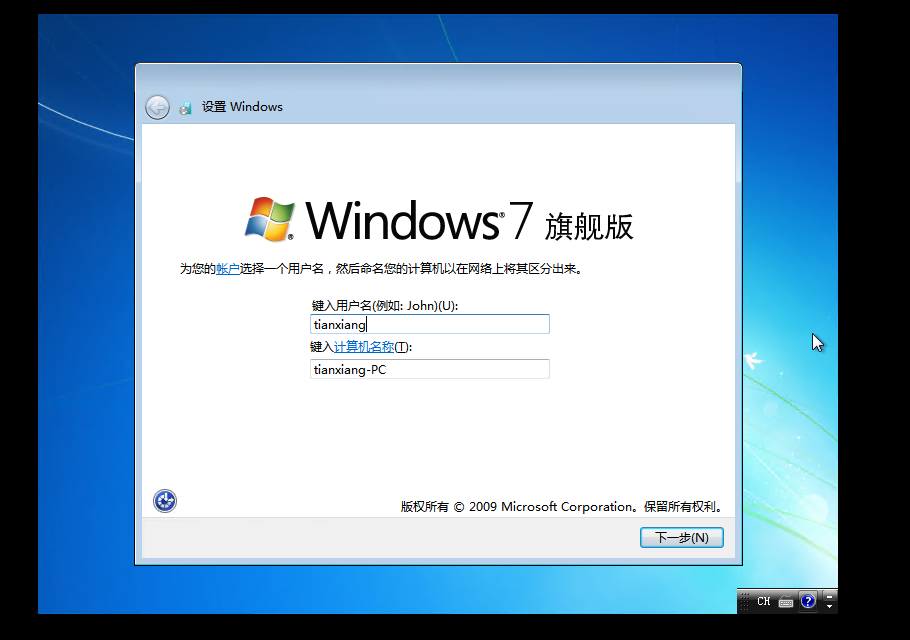 设置 Windows
Windows® 7 旗舰版
为您的帐户选择一个用户名，然后命名您的计算机以在网络上将其区分出来。
键入用户名(例如: John)(U):
tianxiang
键入计算机名称(T):
tianxiang-PC
版权所有 © 2009 Microsoft Corporation。保留所有权利。
下一步(N)
CH